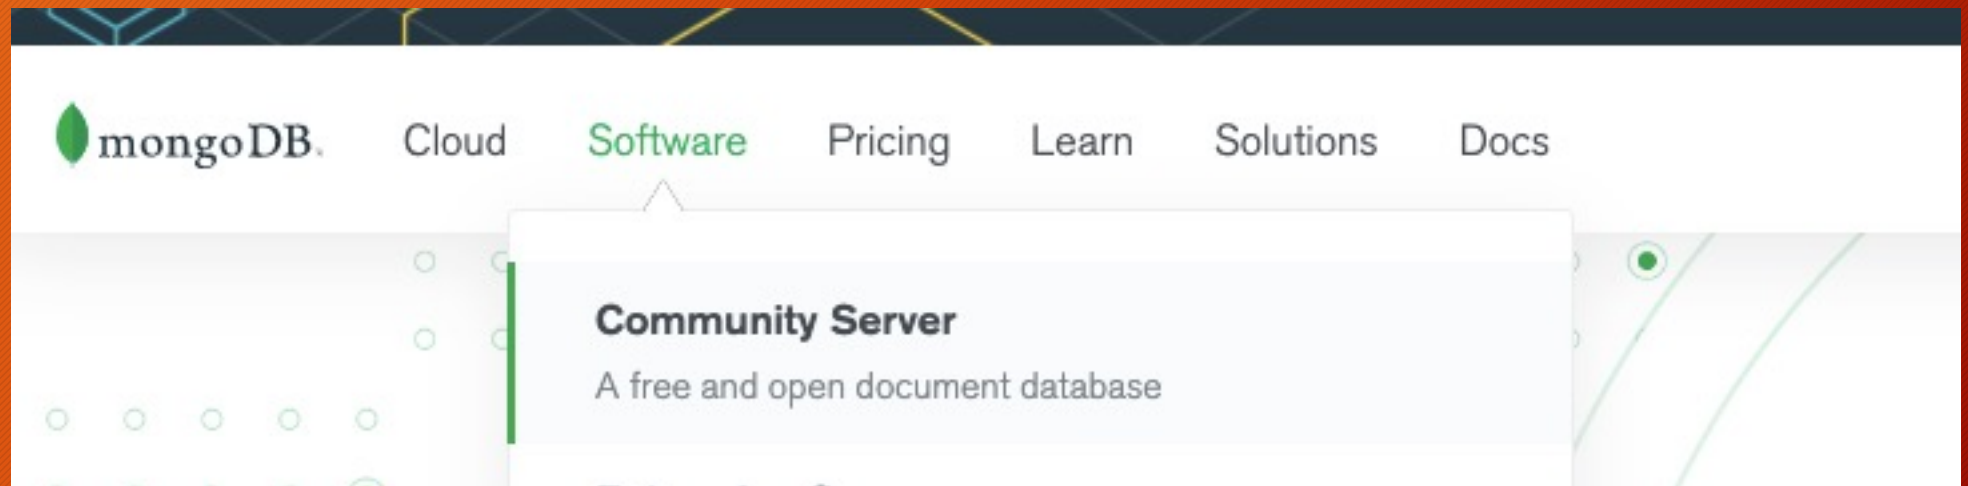 mongoDB.
Cloud
Software
Pricing
Learn
Solutions
Docs
Community Server
A free and open document database